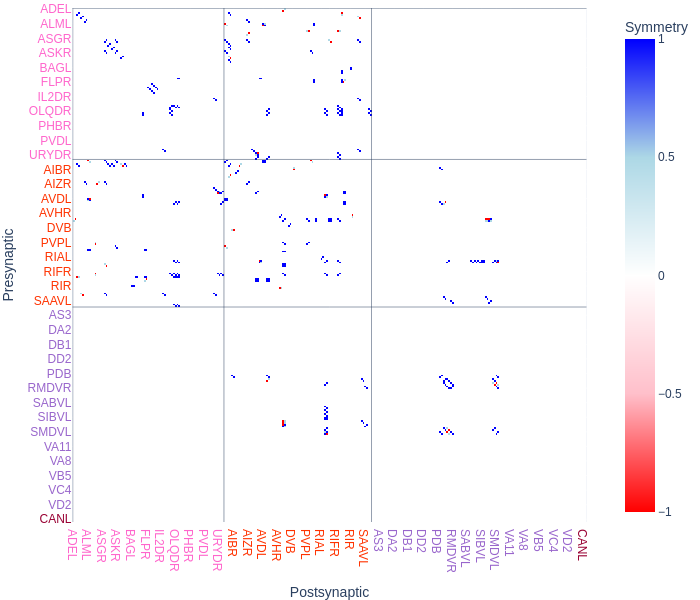 Symmetry
1
0.5
0
−0.5
−1
Presynaptic
ADEL
ALML
ASGR
ASKR
BAGL
FLPR
IL2DR
OLQDR
PHBR
PVDL
URYDR
AIBR
AIZR
AVDL
AVHR
DVB
PVPL
RIAL
RIFR
RIR
SAAVL
AS3
DA2
DB1
DD2
PDB
RMDVR
SABVL
SIBVL
SMDVL
VA11
VA8
VB5
VC4
VD2
CANL
ADEL
ALML
ASGR
ASKR
BAGL
FLPR
IL2DR
OLQDR
PHBR
PVDL
URYDR
AIBR
AIZR
AVDL
AVHR
DVB
PVPL
RIAL
RIFR
RIR
SAAVL
AS3
DA2
DB1
DD2
PDB
RMDVR
SABVL
SIBVL
SMDVL
VA11
VA8
VB5
VC4
VD2
CANL
Postsynaptic